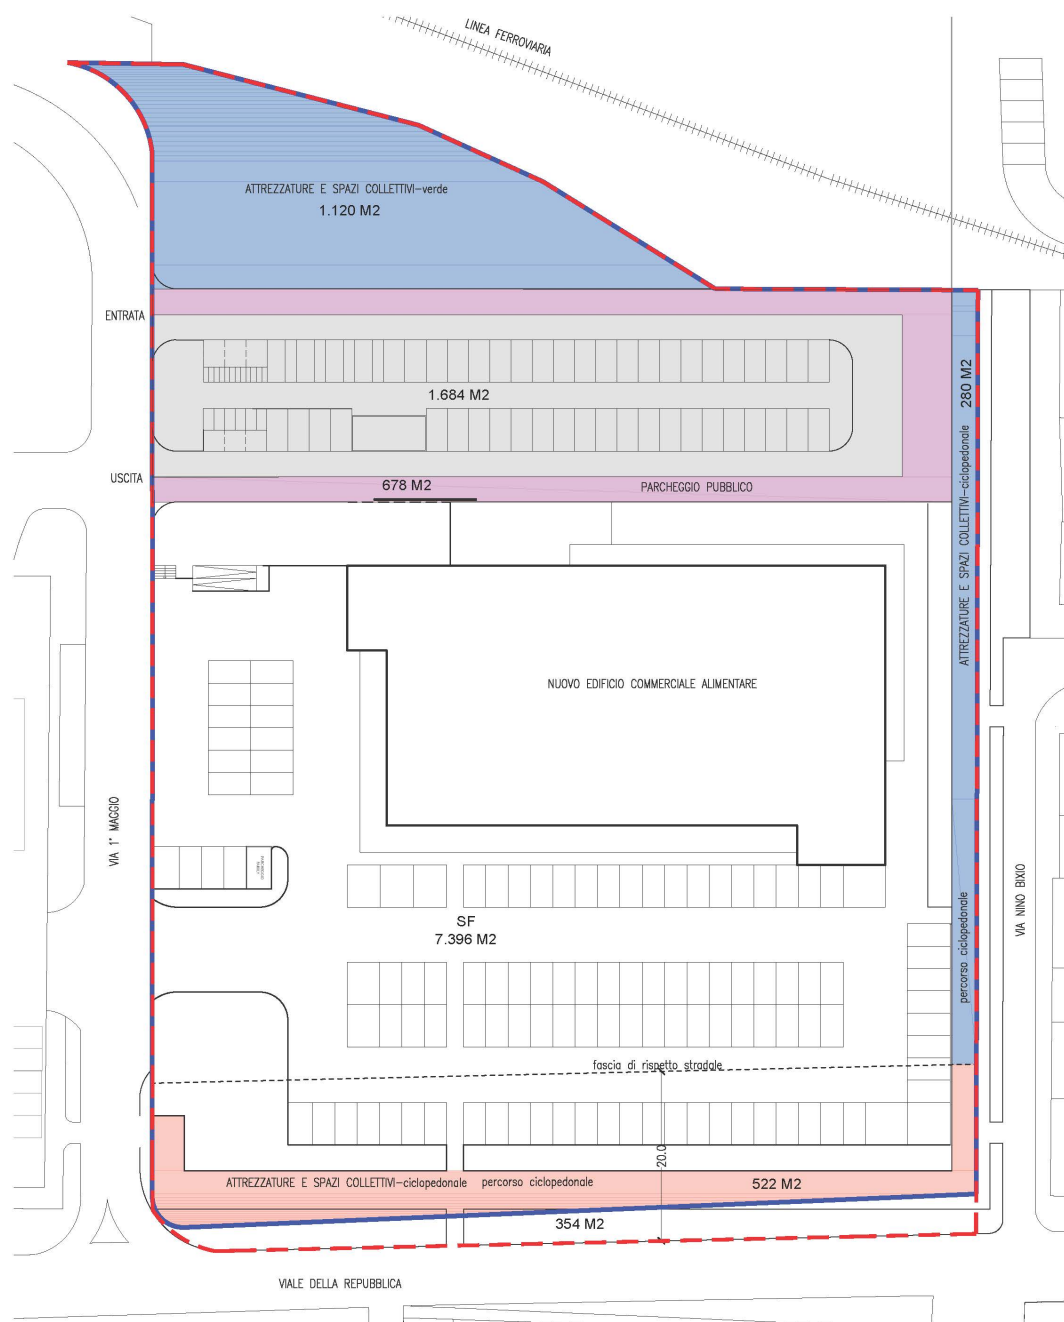 LINEA FERROVIARIA
ATTREZZATURE E SPAZI COLLETTIVI-verde
1.120 M2
ENTRATA
1.684 M2
280 M2
USCITA
678 M2
PARCHEGGIO PUBBLICO
ATTREZZATURE E SPAZI COLLETTIVI-ciclopedonale
NUOVO EDIFICIO COMMERCIALE ALIMENTARE
VIA 1° MAGGIO
SF
7.396 M2
percorso ciclopedonale
VIA NINO BIXIO
fascia di rispetto stradale
20.0
ATTREZZATURE E SPAZI COLLETTIVI-ciclopedonale
percorso ciclopedonale
522 M2
354 M2
VIALE DELLA REPUBBLICA